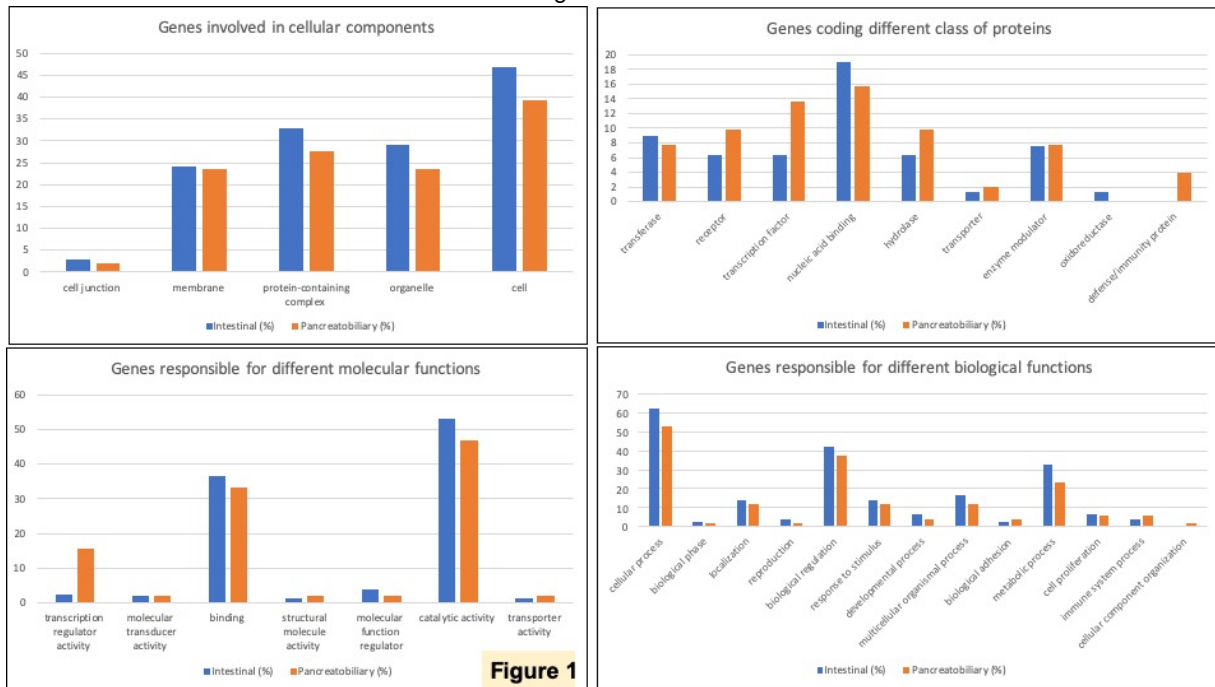 Genes involved in cellular components
50
45
40
35
30
25
20
15
10
5
0
cell junction
membrane
protein-containing
complex
organelle
cell
Intestinal (%) Pancreatobiliary (%)
Genes coding different class of proteins
20
18
16
14
12
10
8
6
4
2
0
transferase
receptor
transcription factor
nucleic acid binding
hydrolase
transporter
enzyme modulator
oxidoreductase
defense/immunity protein
Intestinal (%) Pancreatobiliary (%)
Genes responsible for different molecular functions
60
50
40
30
20
10
0
transcription
regulator
activity
molecular
transducer
activity
binding
structural
molecule
activity
molecular
function
regulator
catalytic activity
transporter
activity
Intestinal (%) Pancreatobiliary (%)
Figure 1
Genes responsible for different biological functions
70
60
50
40
30
20
10
0
cellular process
biological phase
localization
reproduction
biological regulation
response to stimulus
developmental process
multicellular organismal process
biological adhesion
metabolic process
cell proliferation
immune system process
cellular component organization
Intestinal (%) Pancreatobiliary (%)